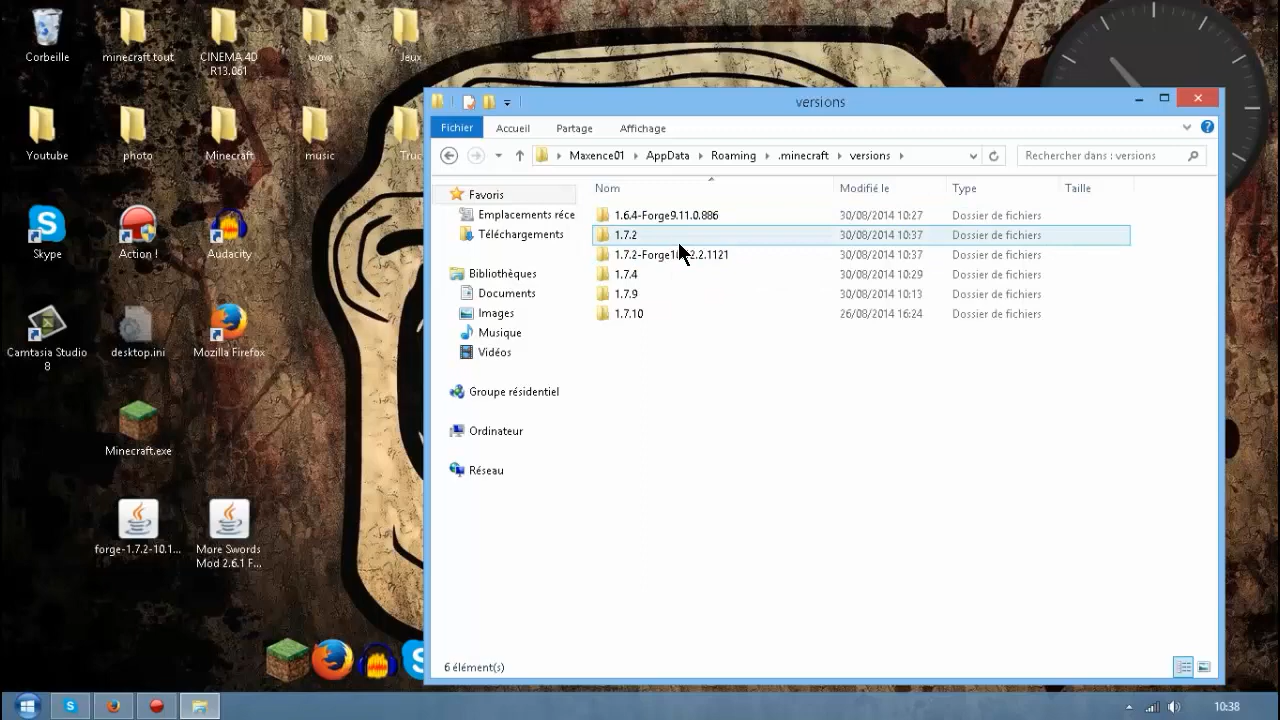 Corbeille
minecraft tout
CINEMA 4D
R13.061
wow
Jeux
Youtube
photo
Minecraft
music
Truc
Skype
Action !
Audacity
Camtasia Studio
8
desktop.ini
Mozilla Firefox
Minecraft.exe
forge-1.7.2-10.1...
More Swords
Mod 2.6.1 F...
versions
Fichier
Accueil
Partage
Affichage
Maxence01
AppData
Roaming
.minecraft
versions
Rechercher dans : versions
Favoris
Emplacements réce
Téléchargements
Bibliothèques
Documents
Images
Musique
Vidéos
Groupe résidentiel
Ordinateur
Réseau
Nom Modifié le Type Taille
1.6.4-Forge9.11.0.886 30/08/2014 10:27 Dossier de fichiers
1.7.2 30/08/2014 10:37 Dossier de fichiers
30/08/2014 10:37 Dossier de fichiers
1.7.4 30/08/2014 10:29 Dossier de fichiers
1.7.9 30/08/2014 10:13 Dossier de fichiers
1.7.10 26/08/2014 16:24 Dossier de fichiers
6 élément(s)
10:38